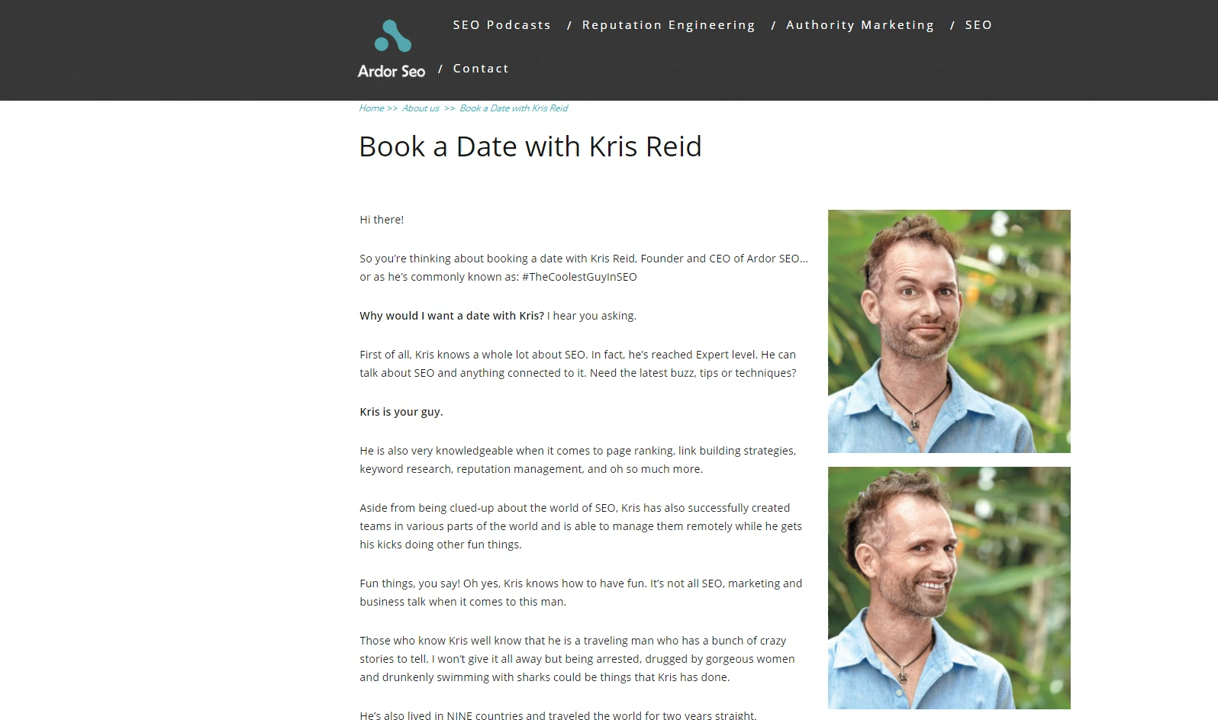 SEO Podcasts / Reputation Engineering / Authority Marketing / SEO
Ardor Seo / Contact
Home >> About us >> Book a Date with Kris Reid
Book a Date with Kris Reid
Hi there!
So you're thinking about booking a date with Kris Reid, Founder and CEO of Ardor SEO…
or as he's commonly known as: #TheCoolestGuyInSEO
Why would I want a date with Kris? I hear you asking.
First of all, Kris knows a whole lot about SEO. In fact, he's reached Expert level. He can
talk about SEO and anything connected to it. Need the latest buzz, tips or techniques?
Kris is your guy.
He is also very knowledgeable when it comes to page ranking, link building strategies,
keyword research, reputation management, and oh so much more.
Aside from being clued-up about the world of SEO, Kris has also successfully created
teams in various parts of the world and is able to manage them remotely while he gets
his kicks doing other fun things.
Fun things, you say! Oh yes, Kris knows how to have fun. It's not all SEO, marketing and
business talk when it comes to this man.
Those who know Kris well know that he is a traveling man who has a bunch of crazy
stories to tell. I won't give it all away but being arrested, drugged by gorgeous women
and drunkenly swimming with sharks could be things that Kris has done.
He's also lived in NINE countries and traveled the world for two years straight.